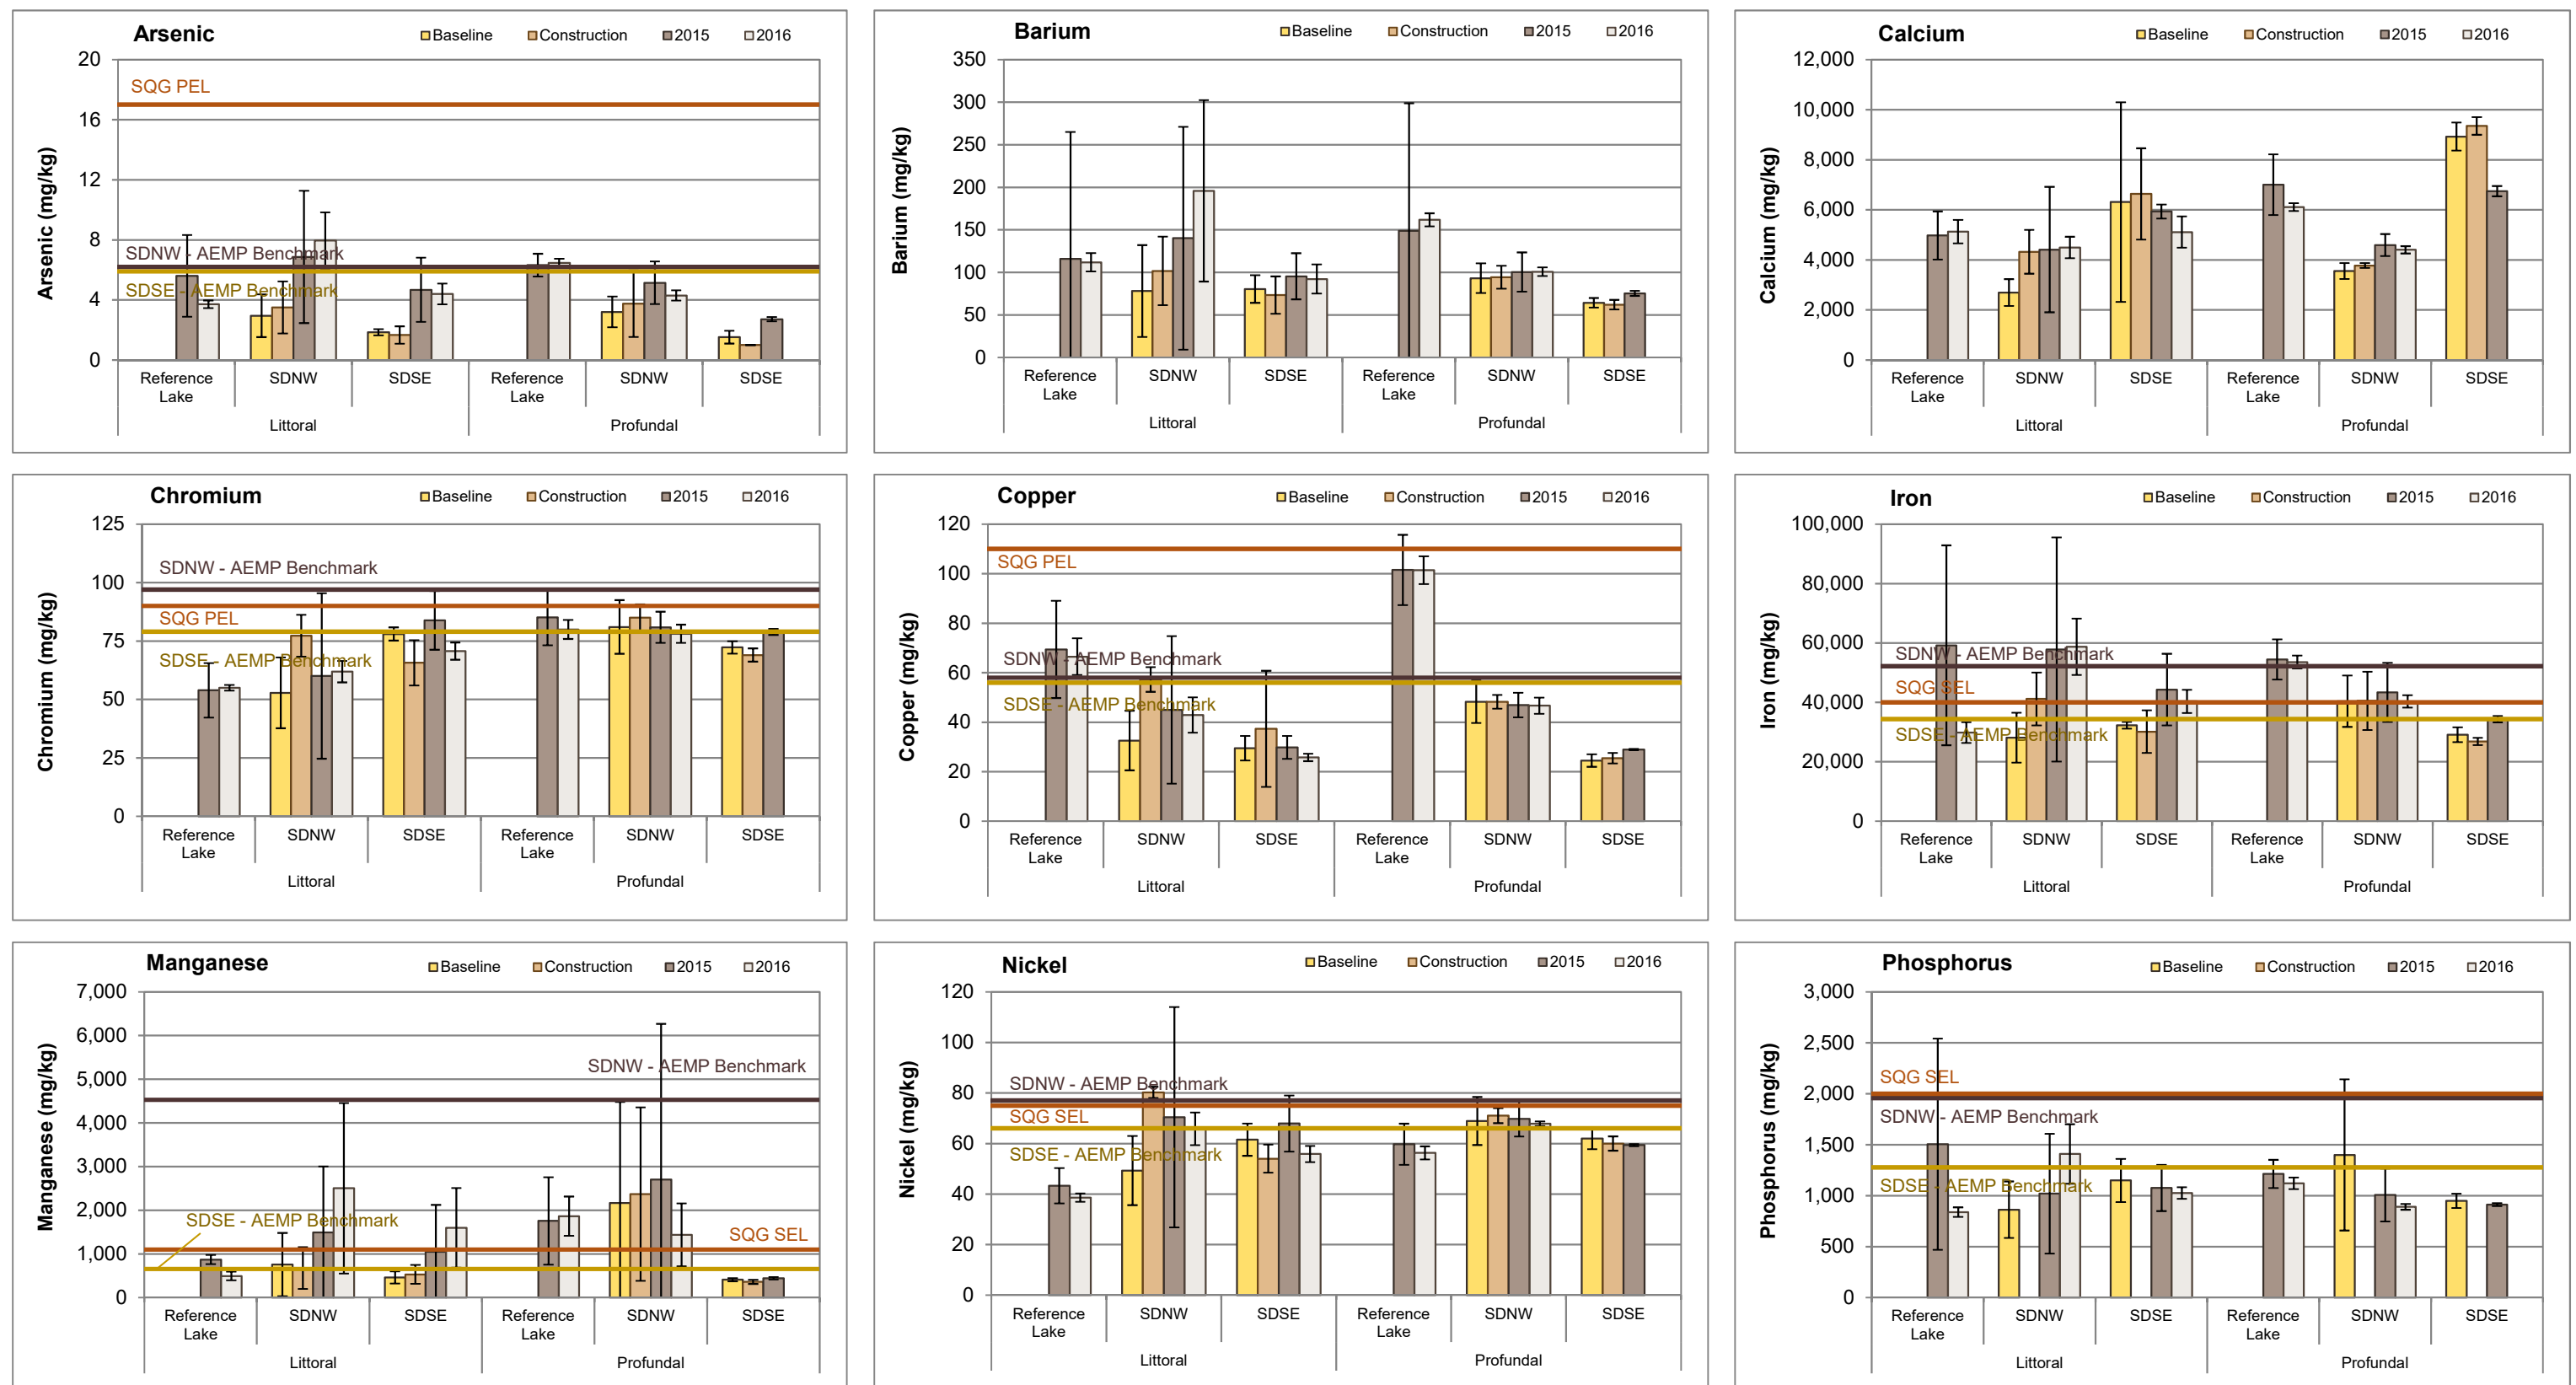 Arsenic
Baseline Construction 2015 2016
Arsenic (mg/kg)
20
16
12
8
4
0
SQG PEL
SDNW - AEMP Benchmark
SDSE - AEMP Benchmark
Reference Lake SDNW SDSE Reference Lake SDNW SDSE
Littoral Profundal
Barium
Baseline Construction 2015 2016
Barium (mg/kg)
350
300
250
200
150
100
50
0
Reference Lake SDNW SDSE Reference Lake SDNW SDSE
Littoral Profundal
Calcium
Baseline Construction 2015 2016
Calcium (mg/kg)
12,000
10,000
8,000
6,000
4,000
2,000
0
Reference Lake SDNW SDSE Reference Lake SDNW SDSE
Littoral Profundal
Chromium
Baseline Construction 2015 2016
Chromium (mg/kg)
125
100
75
50
25
0
SDNW - AEMP Benchmark
SQG PEL
SDSE - AEMP Benchmark
Reference Lake SDNW SDSE Reference Lake SDNW SDSE
Littoral Profundal
Copper
Baseline Construction 2015 2016
Copper (mg/kg)
120
100
80
60
40
20
0
SQG PEL
SDNW - AEMP Benchmark
SDSE - AEMP Benchmark
Reference Lake SDNW SDSE Reference Lake SDNW SDSE
Littoral Profundal
Iron
Baseline Construction 2015 2016
Iron (mg/kg)
100,000
80,000
60,000
40,000
20,000
0
SDNW - AEMP Benchmark
SQG SEL
SDSE - AEMP Benchmark
Reference Lake SDNW SDSE Reference Lake SDNW SDSE
Littoral Profundal
Manganese
Baseline Construction 2015 2016
Manganese (mg/kg)
7,000
6,000
5,000
4,000
3,000
2,000
1,000
0
SDNW - AEMP Benchmark
SDSE - AEMP Benchmark
SQG SEL
Reference Lake SDNW SDSE Reference Lake SDNW SDSE
Littoral Profundal
Nickel
Baseline Construction 2015 2016
Nickel (mg/kg)
120
100
80
60
40
20
0
SDNW - AEMP Benchmark
SQG SEL
SDSE - AEMP Benchmark
Reference Lake SDNW SDSE Reference Lake SDNW SDSE
Littoral Profundal
Phosphorus
Baseline Construction 2015 2016
Phosphorus (mg/kg)
3,000
2,500
2,000
1,500
1,000
500
0
SQG SEL
SDNW - AEMP Benchmark
SDSE - AEMP Benchmark
Reference Lake SDNW SDSE Reference Lake SDNW SDSE
Littoral Profundal